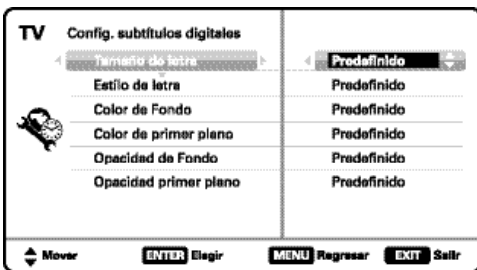 TV Config. subtítulos digitales
Tamaño de letra Predefinido
Estilo de letra Predefinido
Color de Fondo Predefinido
Color de primer plano Predefinido
Opacidad de Fondo Predefinido
Opacidad primer plano Predefinido
Mover ENTER Elegir MENU Regresar EXIT Salir